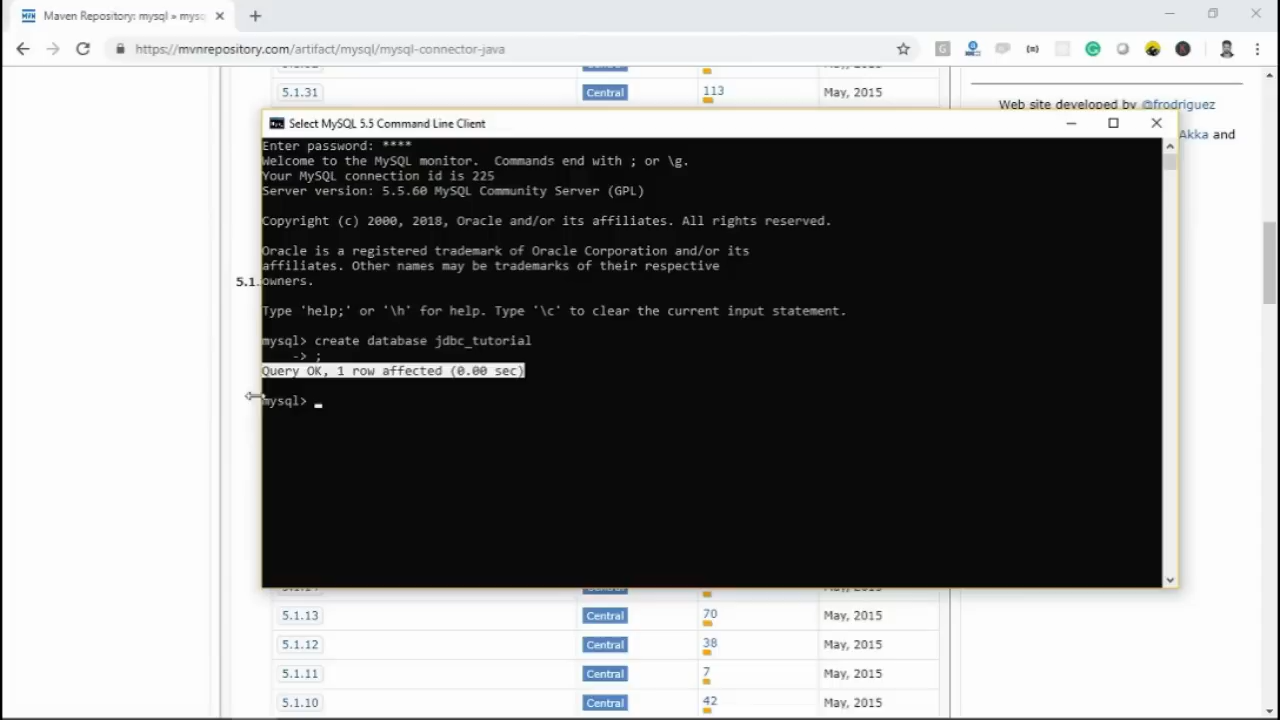 Maven Repository: mysql » mysq
https://mvnrepository.com/artifact/mysql/mysql-connector-java
5.1.31 Central 113 May, 2015
Web site developed by @frodriguez
Akka and
Select MySQL 5.5 Command Line Client
Enter password: ****
Welcome to the MySQL monitor.  Commands end with ; or \g.
Your MySQL connection id is 225
Server version: 5.5.60 MySQL Community Server (GPL)
Copyright (c) 2000, 2018, Oracle and/or its affiliates. All rights reserved.
Oracle is a registered trademark of Oracle Corporation and/or its
affiliates. Other names may be trademarks of their respective
5.1.
owners.
Type 'help;' or '\h' for help. Type '\c' to clear the current input statement.
mysql> create database jdbc_tutorial
-> ;
Query OK, 1 row affected (0.00 sec)
mysql>
5.1.13 Central 70 May, 2015
5.1.12 Central 38 May, 2015
5.1.11 Central 7 May, 2015
5.1.10 Central 42 May, 2015